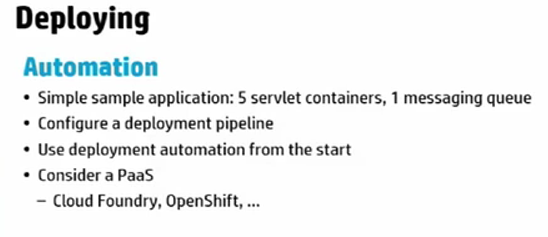 Deploying
Automation
• Simple sample application: 5 servlet containers, 1 messaging queue
• Configure a deployment pipeline
• Use deployment automation from the start
• Consider a PaaS
– Cloud Foundry, OpenShift, ...